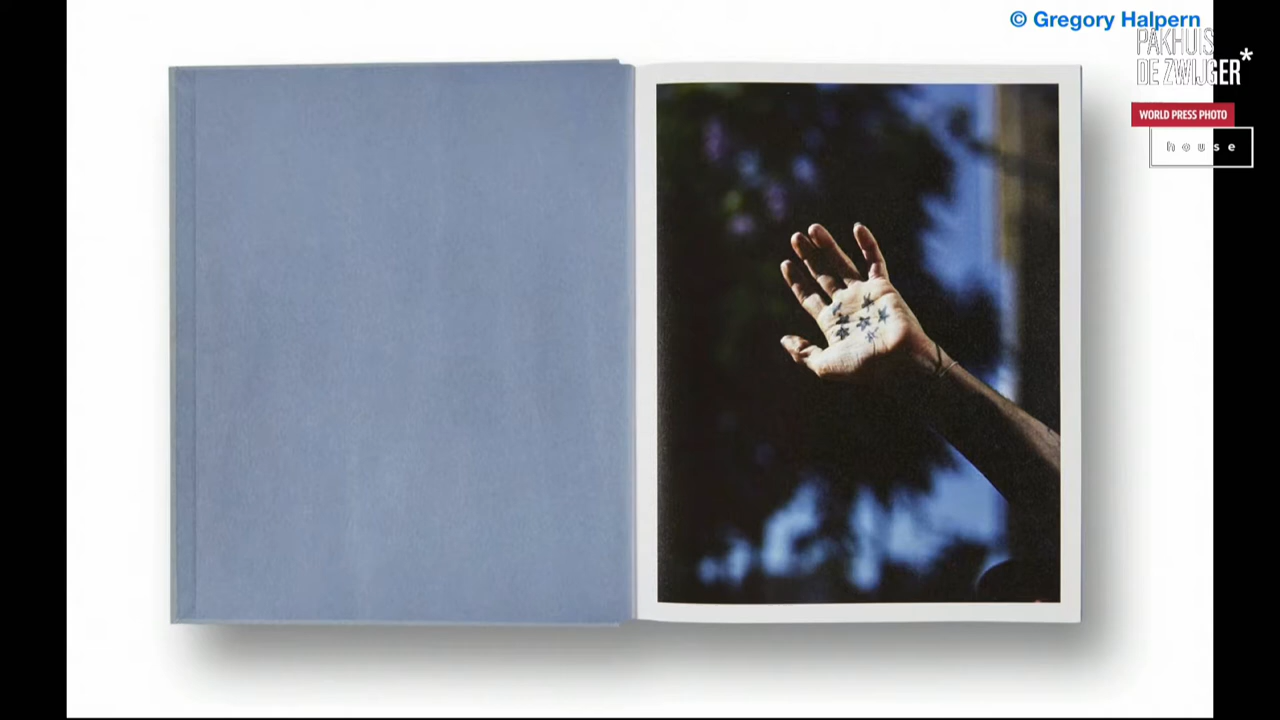 © Gregory Halpern
PAKHUIS
DE ZWIJGER*
WORLD PRESS PHOTO
house